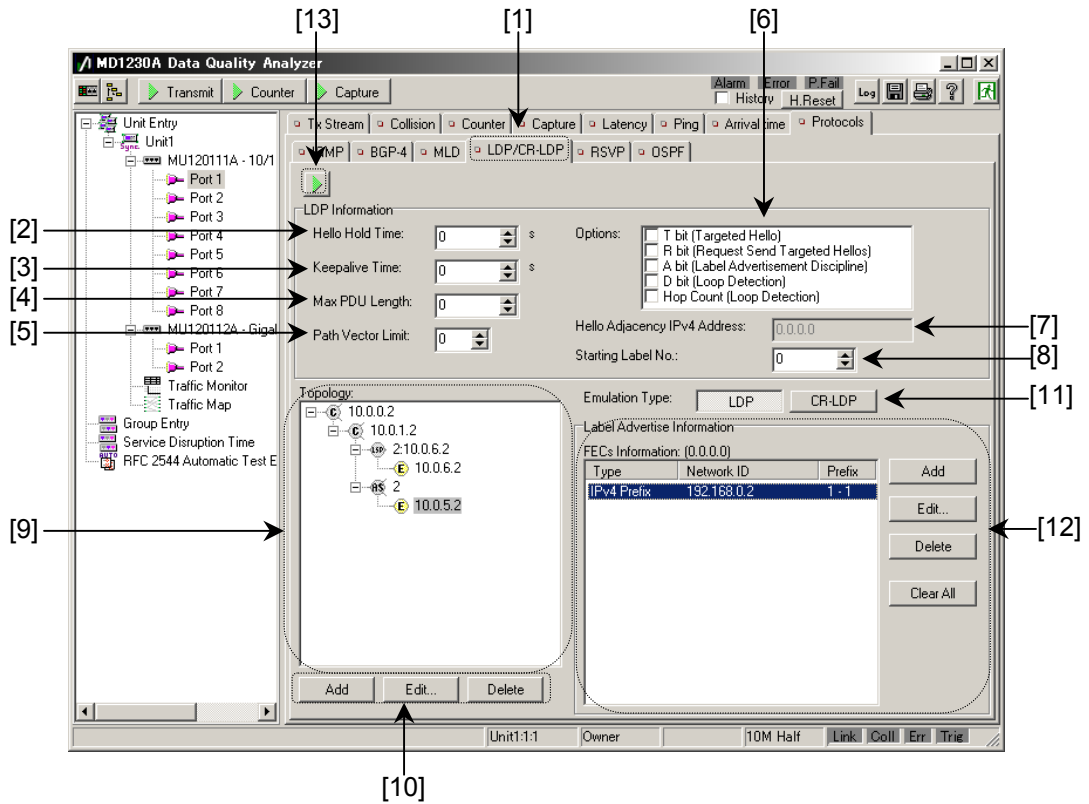 [13] [1] [6]
MD1230A Data Quality Analyzer
Transmit Counter Capture
Alarm Error P.Fail
History H.Reset Log
Unit Entry
Sync. Unit1
MU120111A - 10/1
Port 1
Port 2
Port 3
Port 4
Port 5
Port 6
Port 7
Port 8
MU120112A - Gigal
Port 1
Port 2
Traffic Monitor
Traffic Map
Group Entry
Service Disruption Time
AUTO RFC 2544 Automatic Test E
Tx Stream Collision Counter Capture Latency Ping Arrival time Protocols
BGP-4 MLD LDP/CR-LDP RSVP OSPF
LDP Information
[2] Hello Hold Time: 0 s
[3] Keepalive Time: 0 s
[4] Max PDU Length: 0
[5] Path Vector Limit: 0
Options: T bit (Targeted Hello)
R bit (Request Send Targeted Hellos)
A bit (Label Advertisement Discipline)
D bit (Loop Detection)
Hop Count (Loop Detection)
Hello Adjacency IPv4 Address: 0.0.0.0 [7]
Starting Label No.: 0 [8]
Topology:
C 10.0.0.2
C 10.0.1.2
LSP 2:10.0.6.2
E 10.0.6.2
AS 2
E 10.0.5.2
[9]
Add Edit... Delete
[10]
Emulation Type: LDP CR-LDP [11]
Label Advertise Information
FECs Information: (0.0.0.0)
Type Network ID Prefix
IPv4 Prefix 192.168.0.2 1 - 1
Add
Edit...
Delete
Clear All
[12]
Unit1:1:1 Owner 10M Half Link Coll Err Trig